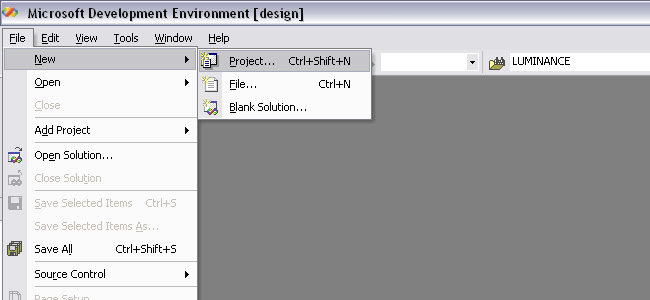 Microsoft Development Environment [design]
File Edit View Tools Window Help
New
Project... Ctrl+Shift+N
LUMINANCE
Open
File... Ctrl+N
Close
Blank Solution...
Add Project
Open Solution...
Close Solution
Save Selected Items Ctrl+S
Save Selected Items As...
Save All Ctrl+Shift+S
Source Control
Page Setup